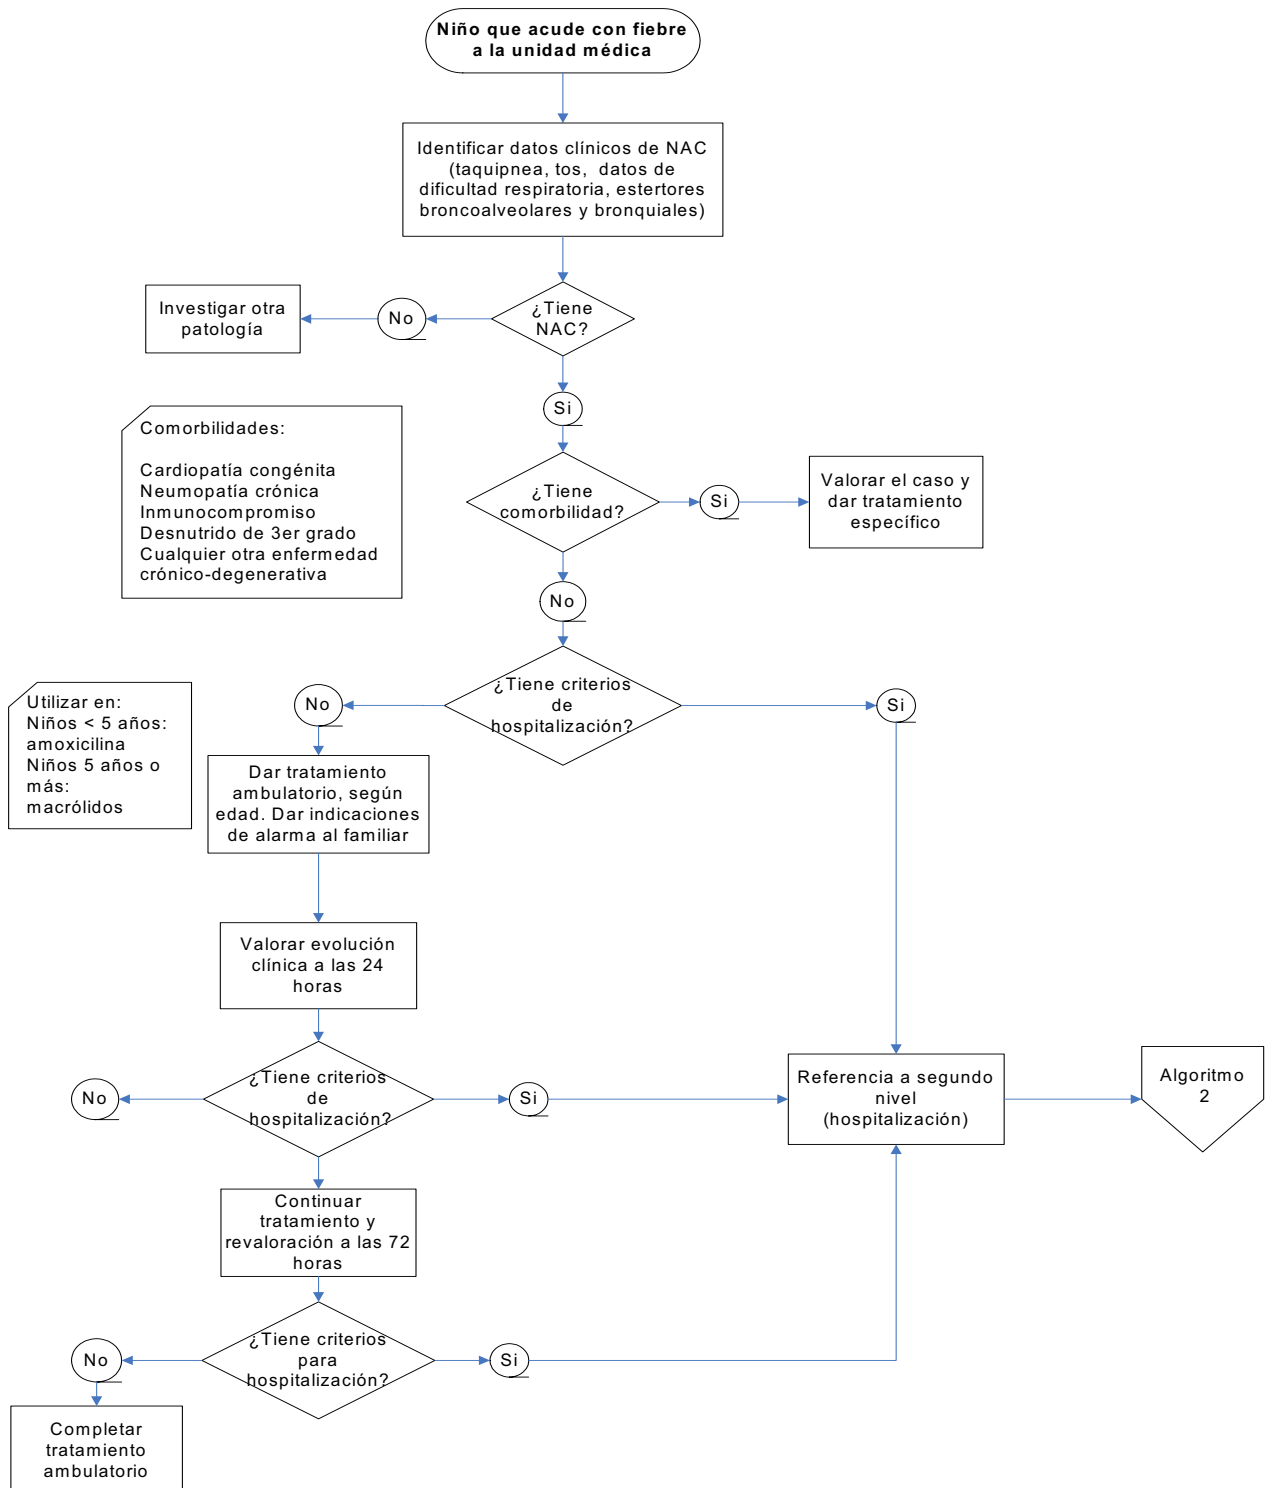 Niño que acude con fiebre
a la unidad médica
Identificar datos clínicos de NAC
(taquipnea, tos, datos de
dificultad respiratoria, estertores
broncoalveolares y bronquiales)
¿Tiene
NAC?
No
Investigar otra
patología
Si
Comorbilidades:
Cardiopatía congénita
Neumopatía crónica
Inmunocompromiso
Desnutrido de 3er grado
Cualquier otra enfermedad
crónico-degenerativa
¿Tiene
comorbilidad?
Si
Valorar el caso y
dar tratamiento
específico
No
¿Tiene criterios
de
hospitalización?
No
Si
Utilizar en:
Niños < 5 años:
amoxicilina
Niños 5 años o
más:
macrólidos
Dar tratamiento
ambulatorio, según
edad. Dar indicaciones
de alarma al familiar
Valorar evolución
clínica a las 24
horas
¿Tiene criterios
de
hospitalización?
No
Si
Referencia a segundo
nivel
(hospitalización)
Algoritmo
2
Continuar
tratamiento y
revaloración a las 72
horas
¿Tiene criterios
para
hospitalización?
No
Si
Completar
tratamiento
ambulatorio